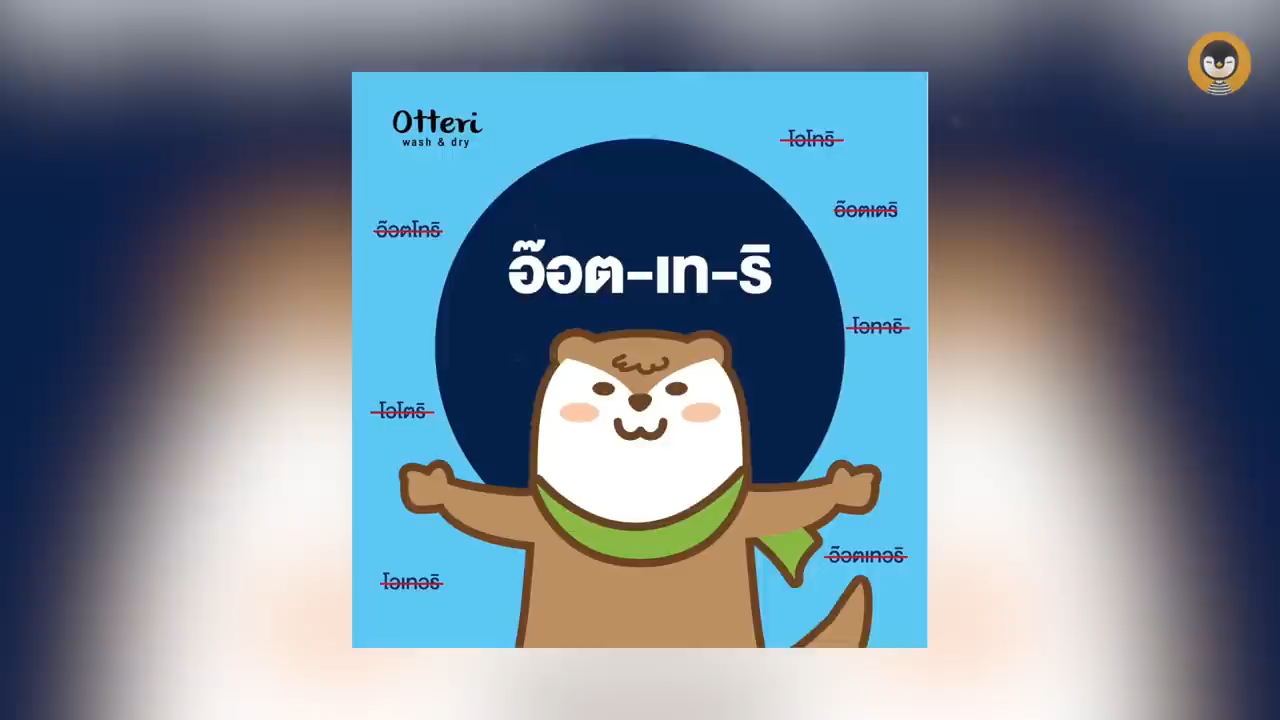 Otteri
wash & dry
โอโทริ
อ๊อตเตริ
อ๊อตโทริ
อ๊อต-เท-ริ
โอทาริ
โอโตริ
อ๊อตเทอริ
โอเทอริ